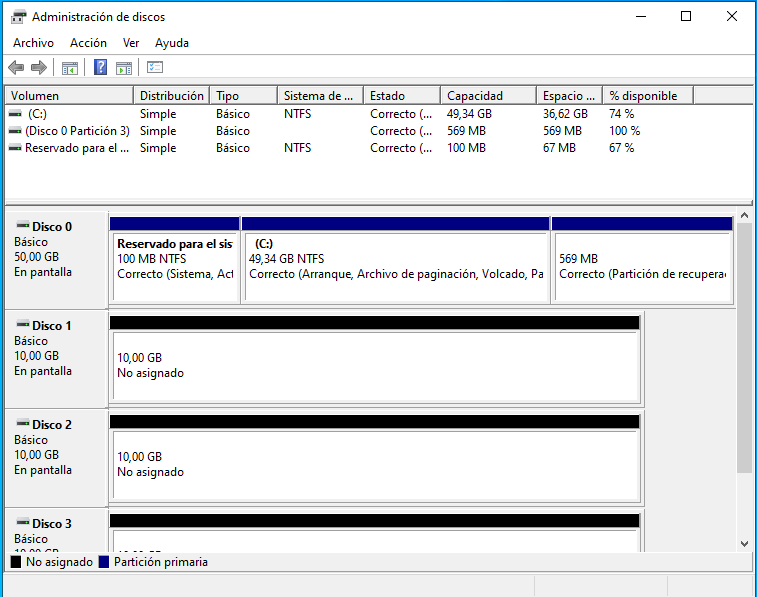 Administración de discos
Archivo Acción Ver Ayuda
Volumen Distribución Tipo Sistema de ... Estado Capacidad Espacio ... % disponible
(C:) Simple Básico NTFS Correcto (... 49,34 GB 36,62 GB 74 %
(Disco 0 Partición 3) Simple Básico Correcto (... 569 MB 569 MB 100 %
Reservado para el ... Simple Básico NTFS Correcto (... 100 MB 67 MB 67 %
Disco 0
Básico
50,00 GB
En pantalla
Reservado para el sis
100 MB NTFS
Correcto (Sistema, Act
(C:)
49,34 GB NTFS
Correcto (Arranque, Archivo de paginación, Volcado, Pa
569 MB
Correcto (Partición de recupera
Disco 1
Básico
10,00 GB
En pantalla
10,00 GB
No asignado
Disco 2
Básico
10,00 GB
En pantalla
10,00 GB
No asignado
Disco 3
Básico
10,00 GB
10,00 GB
No asignado Partición primaria